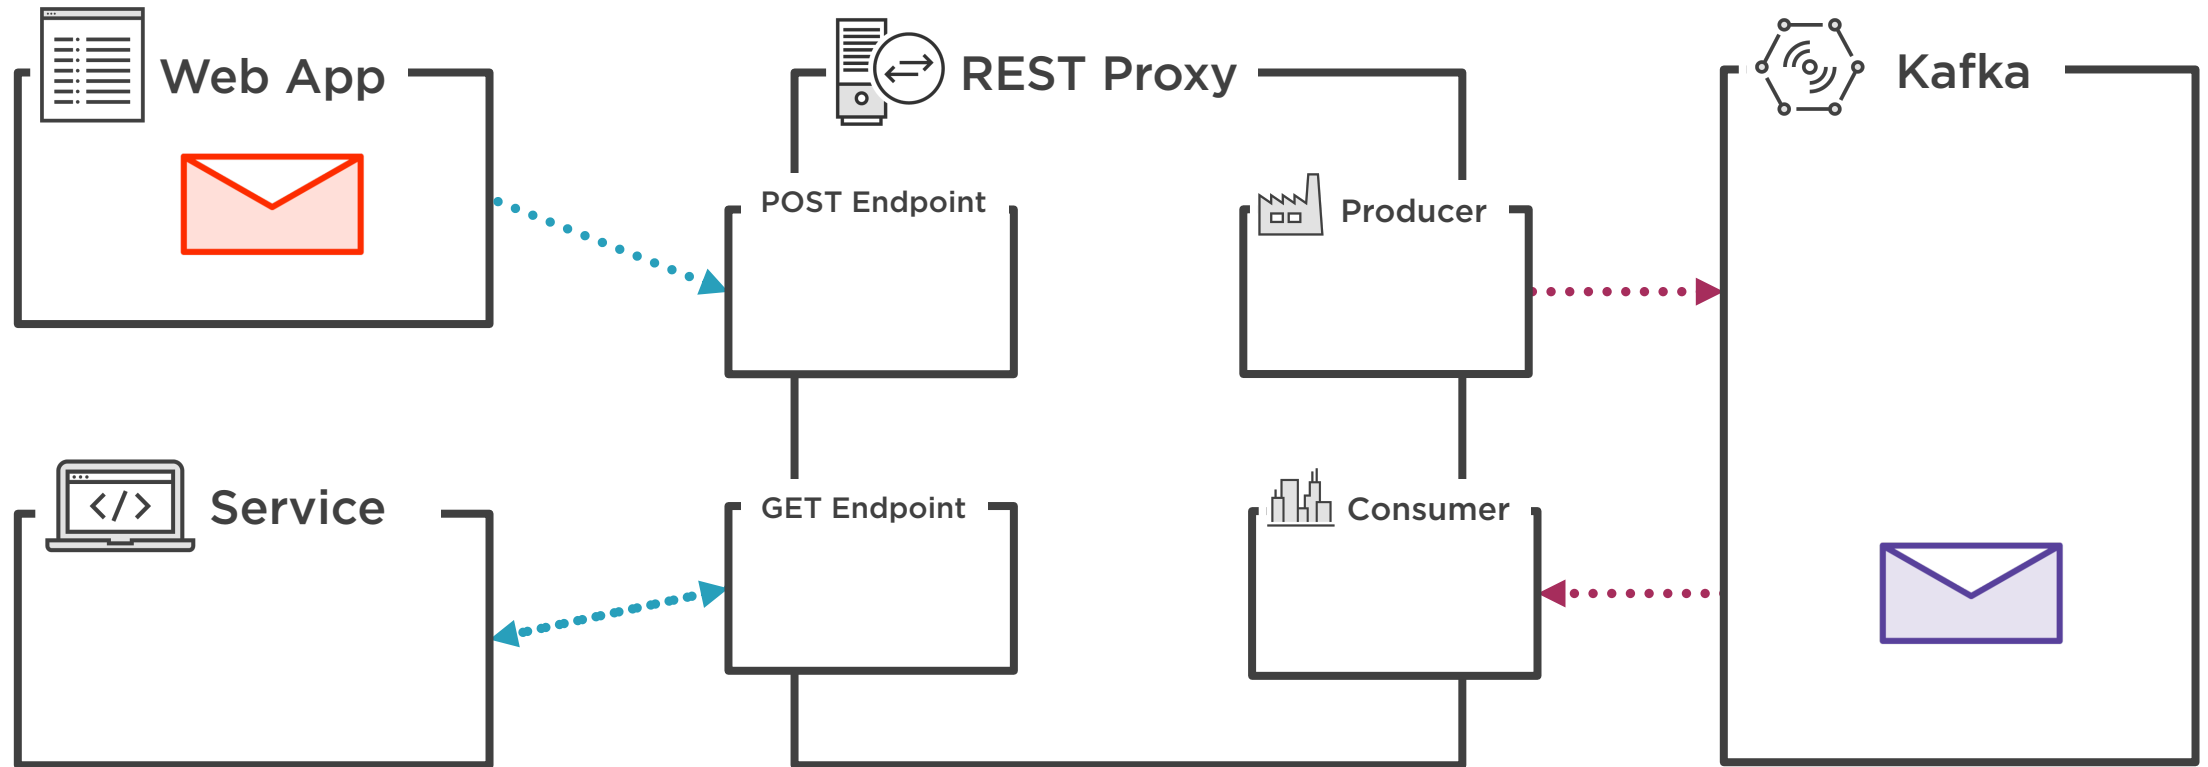 Web App
REST Proxy
Kafka
POST Endpoint
Producer
Service
</>
GET Endpoint
Consumer